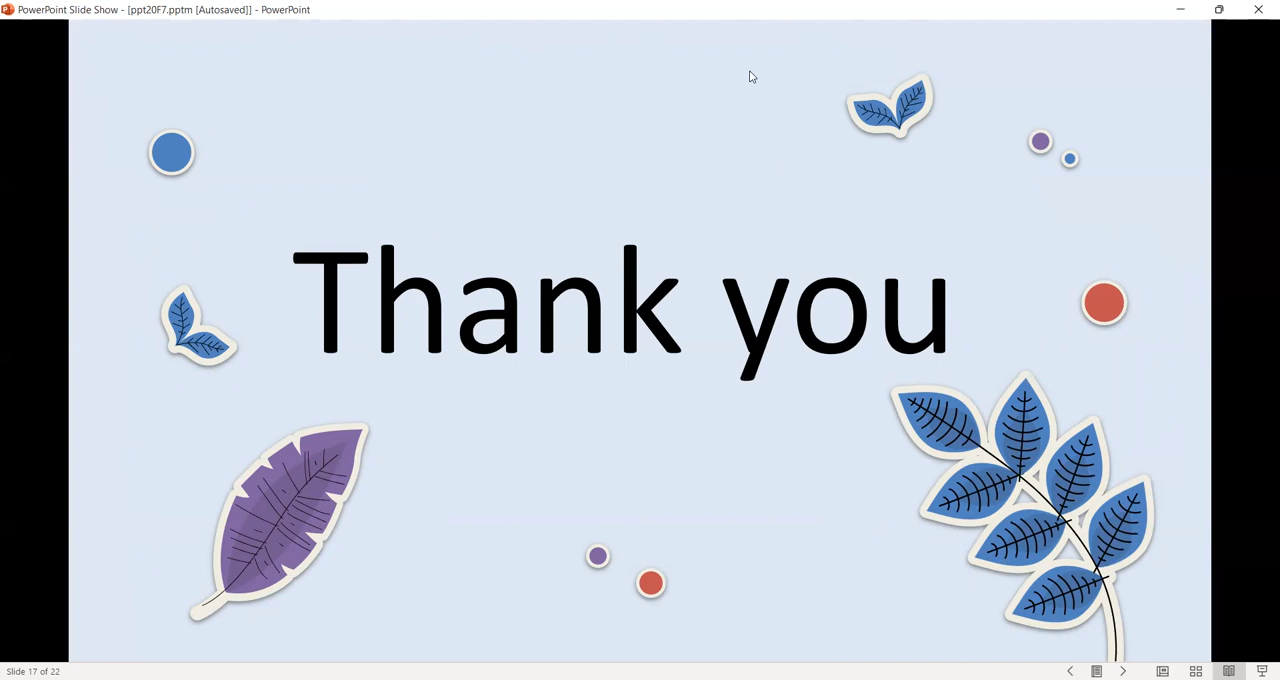 PowerPoint Slide Show - [ppt20F7.pptm [Autosaved]] - PowerPoint
Thank you
Slide 17 of 22